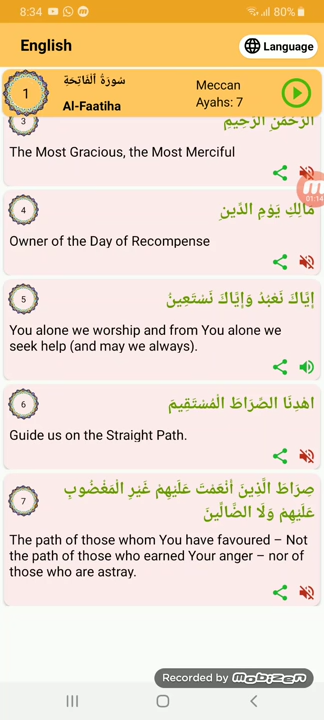 8:34
80%
English
Language
1
سُورَةُ ٱلْفَاتِحَةِ
Al-Faatiha
Meccan
Ayahs: 7
3
الرَّحْمَٰنِ الرَّحِيمِ
The Most Gracious, the Most Merciful
01:14
4
مَالِكِ يَوْمِ الدِّينِ
Owner of the Day of Recompense
5
إِيَّاكَ نَعْبُدُ وَإِيَّاكَ نَسْتَعِينُ
You alone we worship and from You alone we
seek help (and may we always).
6
اهْدِنَا الصِّرَاطَ الْمُسْتَقِيمَ
Guide us on the Straight Path.
7
صِرَاطَ الَّذِينَ أَنْعَمْتَ عَلَيْهِمْ غَيْرِ الْمَغْضُوبِ
عَلَيْهِمْ وَلَا الضَّالِّينَ
The path of those whom You have favoured – Not
the path of those who earned Your anger – nor of
those who are astray.
Recorded by mobizen